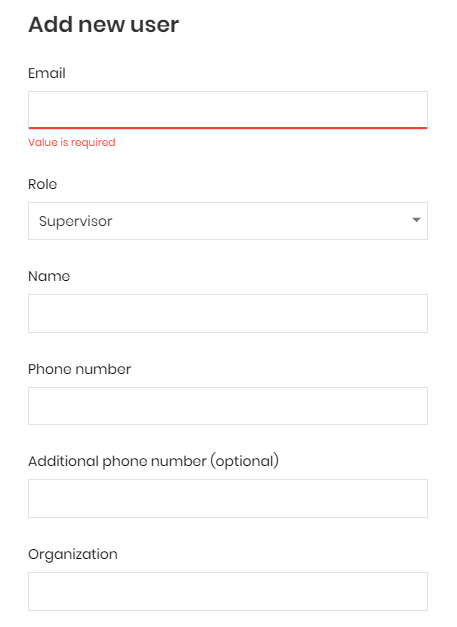 Add new user
Email
Value is required
Role
Supervisor
Name
Phone number
Additional phone number (optional)
Organization